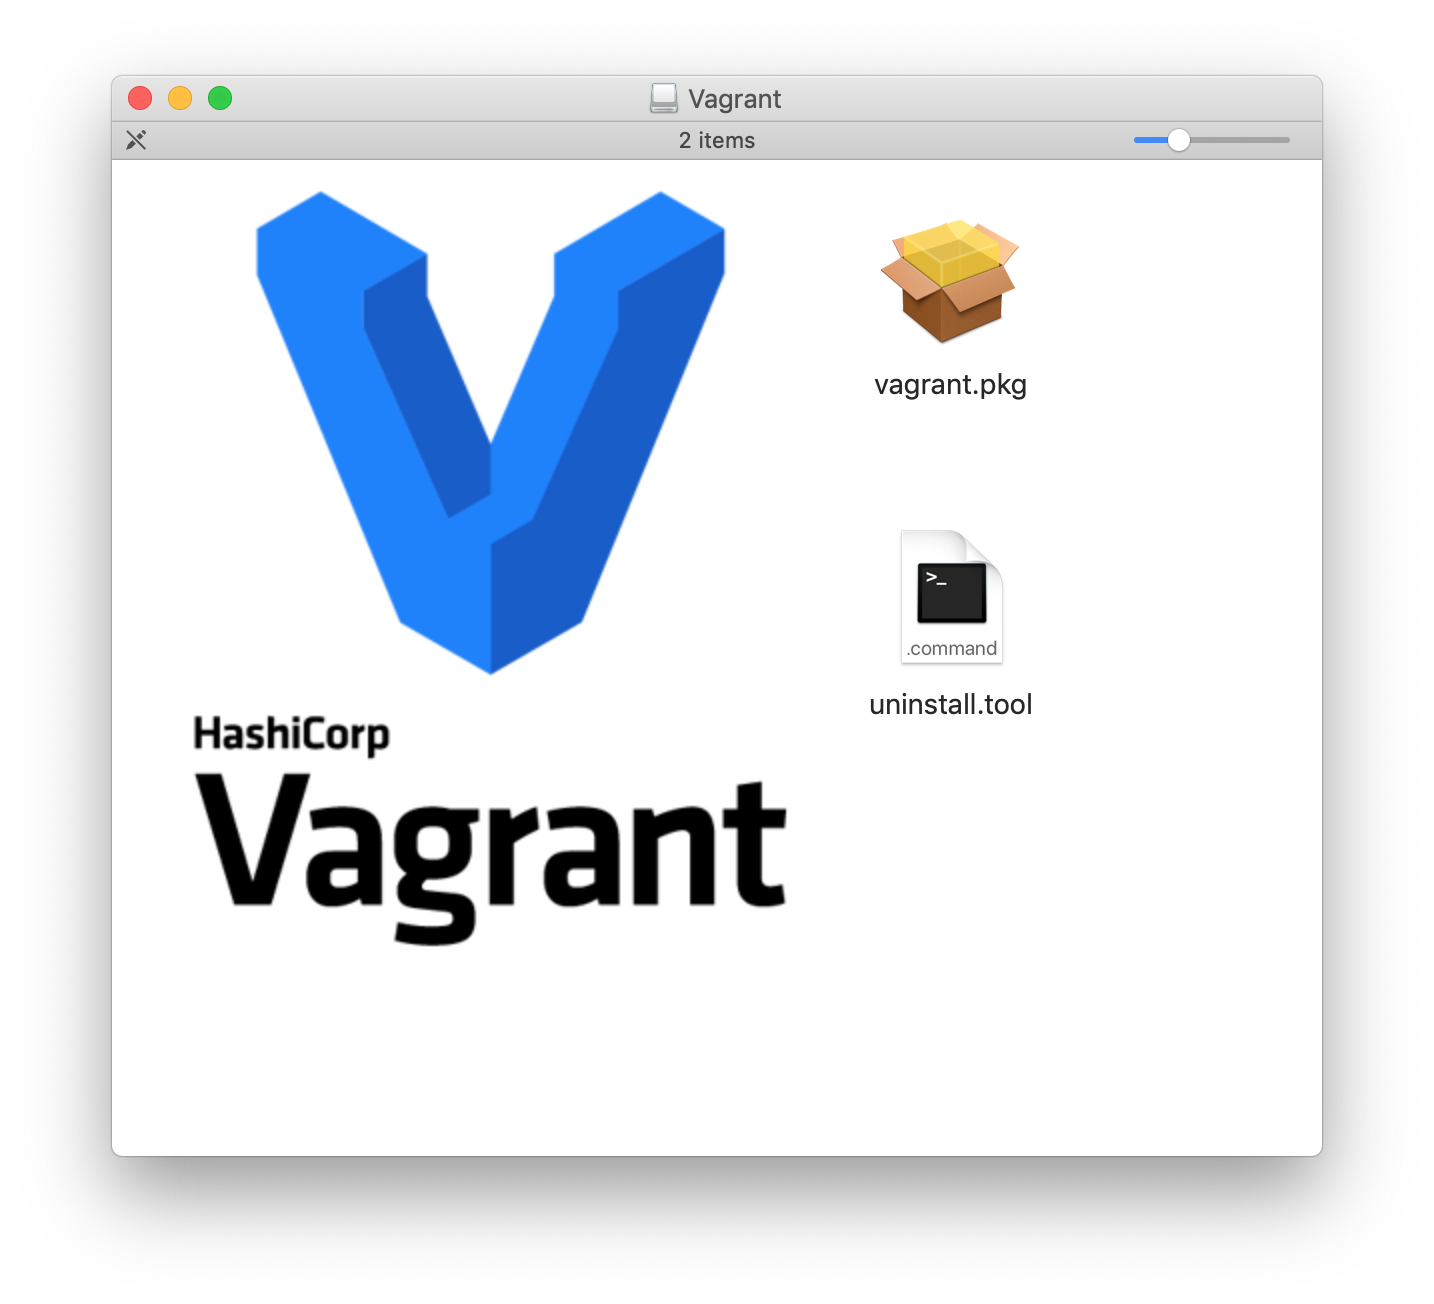 Vagrant
2 items
HashiCorp
Vagrant
vagrant.pkg
>_
.command
uninstall.tool